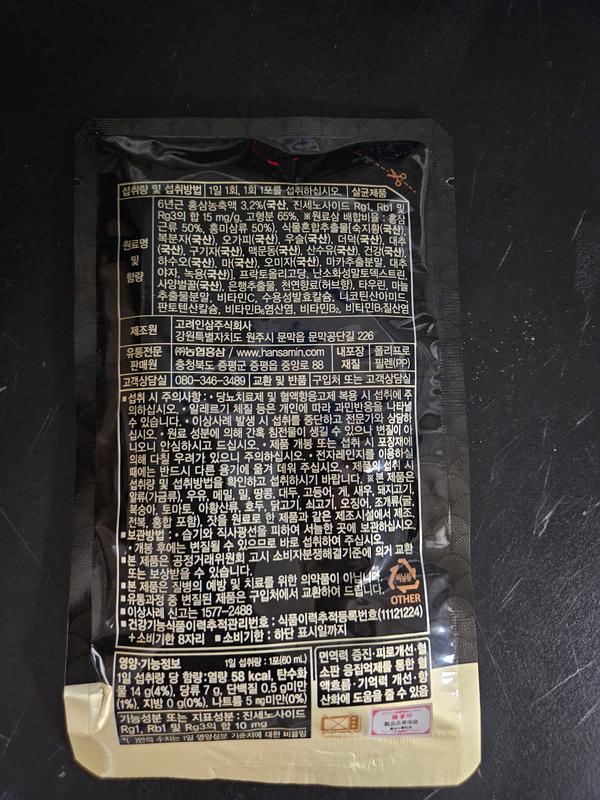 섭취량 및 섭취방법 1일 1회, 1회 1포를 섭취하십시오. 살균제품
원료명 및 함량
6년근 홍삼농축액 3.2%(국산, 진세노사이드 Rg1, Rb1 및
Rg3의 합 15 mg/g, 고형분 65%, ※원료삼 배합비율 : 홍삼
근류 50%, 홍미삼류 50%), 식물혼합추출물[숙지황(국산),
복분자(국산), 오가피(국산), 우슬(국산), 더덕(국산), 대추
(국산), 구기자(국산), 맥문동(국산), 산수유(국산), 건강(국산),
하수오(국산), 마(국산), 오미자(국산), 마카추출분말, 대추
야자, 녹용(국산)], 프락토올리고당, 난소화성말토덱스트린,
사양벌꿀(국산), 은행추출물, 천연향료(허브향), 타우린, 마늘
추출물분말, 비타민C, 수용성발효칼슘, 니코틴산아미드,
판토텐산칼슘, 비타민B₆염산염, 비타민B₂, 비타민B₁질산염
제조원 고려인삼주식회사
강원특별자치도 원주시 문막읍 문막공단길 226
유통전문판매원 ㈜농협홍삼 / www.hansamin.com
충청북도 증평군 증평읍 중앙로 88
내포장재질 폴리프로필렌(PP)
고객상담실 080-346-3489 교환 및 반품 구입처 또는 고객상담실
■섭취 시 주의사항 : • 당뇨치료제 및 혈액항응고제 복용 시 섭취에 주
의하십시오. • 알레르기 체질 등은 개인에 따라 과민반응을 나타낼
수 있습니다. • 이상사례 발생 시 섭취를 중단하고 전문가와 상담하
십시오. • 원료 성분에 의해 간혹 침전물이 생길 수 있으나 변질이 아
니오니 안심하시고 드십시오. • 제품 개봉 또는 섭취 시 포장재에
의해 다칠 우려가 있으니 주의하십시오. • 전자레인지를 이용하실
때에는 반드시 다른 용기에 옮겨 데워 주십시오. • 제품의 섭취 시
섭취량 및 섭취방법을 확인하고 섭취하시기 바랍니다. ※본 제품은
알류(가금류), 우유, 메밀, 밀, 땅콩, 대두, 고등어, 게, 새우, 돼지고기,
복숭아, 토마토, 아황산류, 호두, 닭고기, 쇠고기, 오징어, 조개류(굴,
전복, 홍합 포함), 잣을 원료로 한 제품과 같은 제조시설에서 제조.
■보관방법 : • 습기와 직사광선을 피하여 서늘한 곳에 보관하십시오.
• 개봉 후에는 변질될 수 있으므로 바로 섭취하여 주십시오.
■본 제품은 공정거래위원회 고시 소비자분쟁해결기준에 의거 교환
또는 보상받을 수 있습니다.
■본 제품은 질병의 예방 및 치료를 위한 의약품이 아닙니다.
■유통과정 중 변질된 제품은 구입처에서 교환하여 드립니다.
■이상사례 신고는 1577-2488
■건강기능식품이력추적관리번호 : 식품이력추적등록번호(11121224)
+소비기한 8자리 ■소비기한 : 하단 표시일까지
OTHER
영양·기능정보 1일 섭취량 : 1포(60 mL)
1일 섭취량 당 함량:열량 58 kcal, 탄수화
물 14 g(4%), 당류 7 g, 단백질 0.5 g미만
(1%), 지방 0 g(0%), 나트륨 5 mg미만(0%)
기능성분 또는 지표성분 : 진세노사이드
Rg1, Rb1 및 Rg3의 합 10 mg
*( )안의 수치는 1일 영양성분 기준치에 대한 비율임
면역력 증진·피로개선·혈
소판 응집억제를 통한 혈
액흐름·기억력 개선·항
산화에 도움을 줄 수 있음